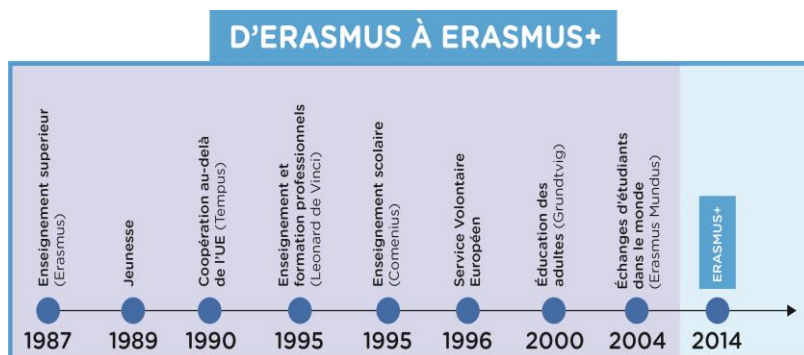 D'ERASMUS À ERASMUS+
Enseignement superieur
(Erasmus)
Jeunesse
Coopération au-delà
de l'UE (Tempus)
Enseignement et
formation professionnels
(Leonard de Vinci)
Enseignement scolaire
(Comenius)
Service Volontaire
Européen
Éducation des
adultes (Grundtvig)
Échanges d'étudiants
dans le monde
(Erasmus Mundus)
ERASMUS+
1987 1989 1990 1995 1995 1996 2000 2004 2014